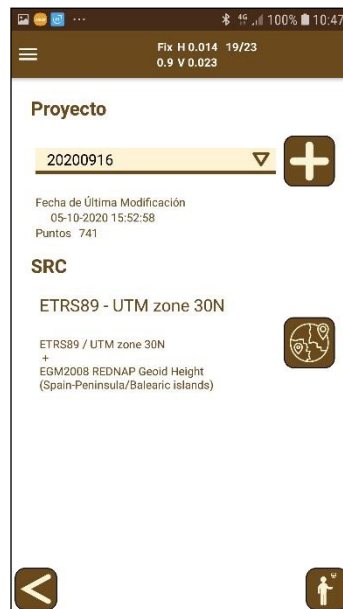 100% 10:47
Fix H 0.014 19/23
0.9 V 0.023
Proyecto
20200916
Fecha de Última Modificación
05-10-2020 15:52:58
Puntos 741
SRC
ETRS89 - UTM zone 30N
ETRS89 / UTM zone 30N
+
EGM2008 REDNAP Geoid Height
(Spain-Peninsula/Balearic islands)